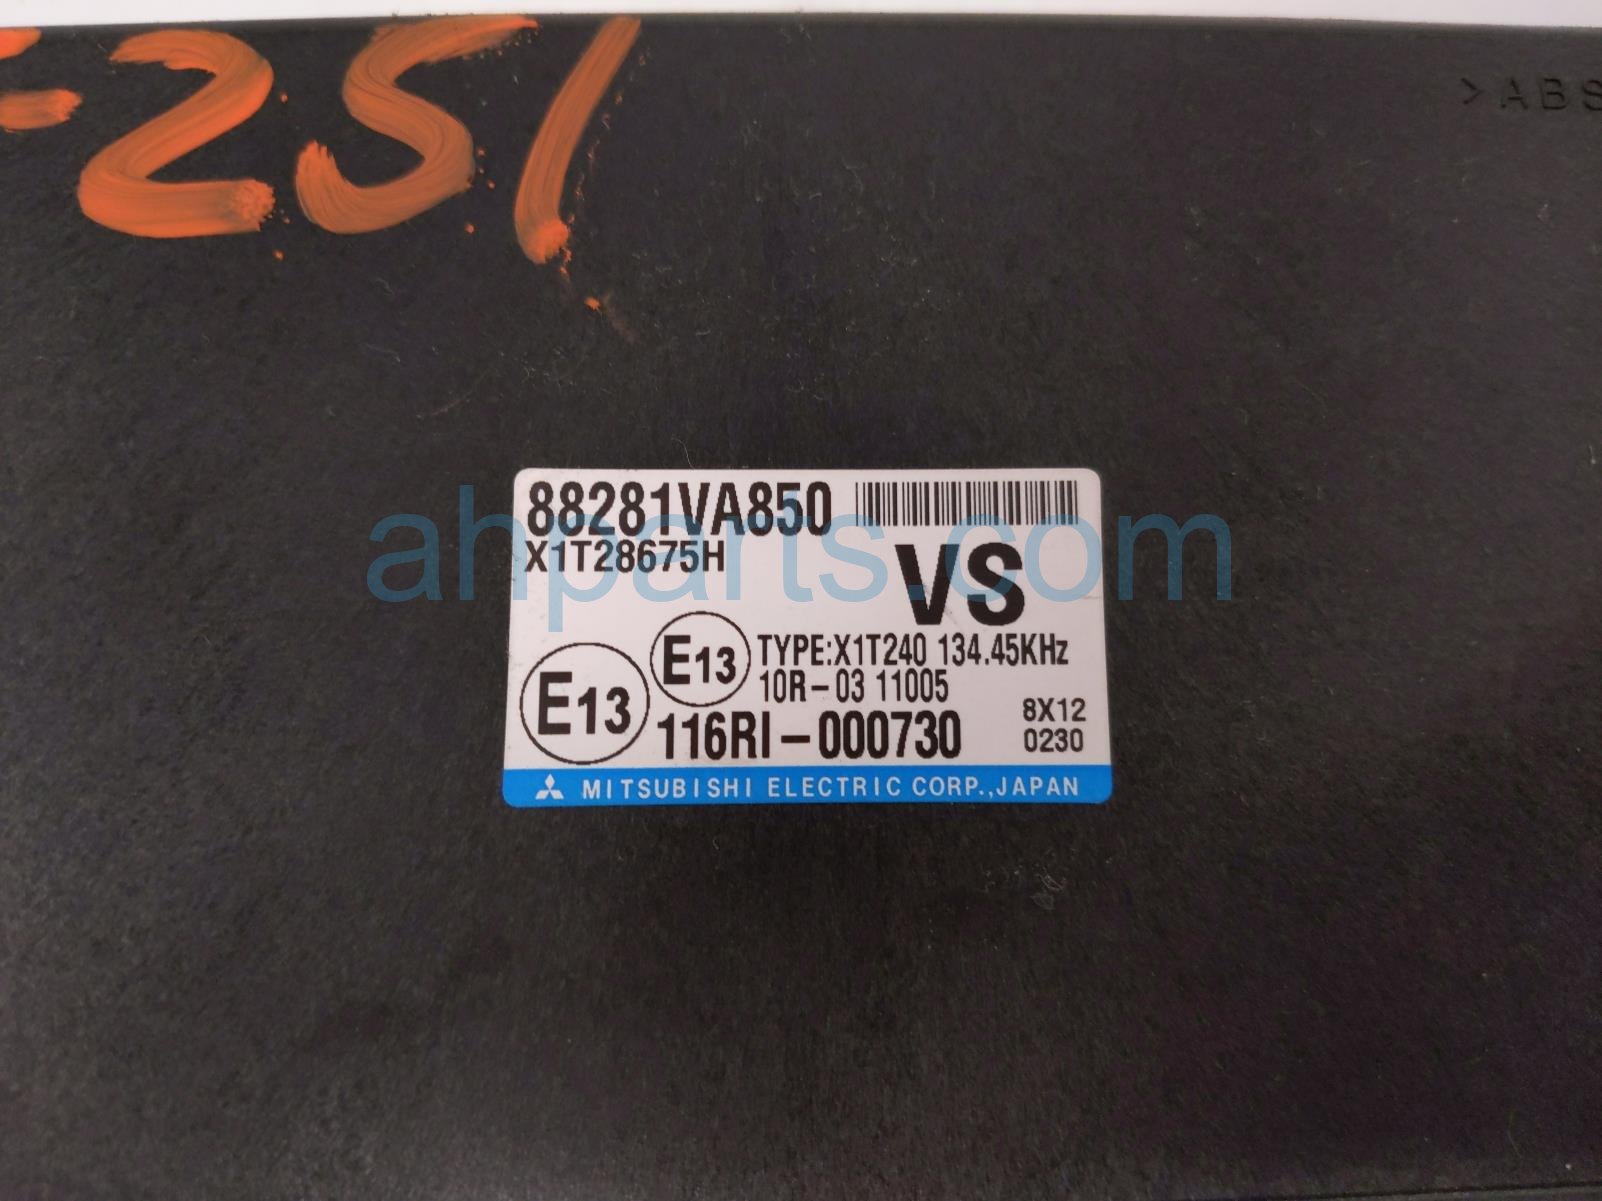 -251
>ABS
88281VA850
X1T28675H
VS
E13
E13
TYPE:X1T240 134.45KHz
10R-03 11005
116RI-000730
8X12
0230
MITSUBISHI ELECTRIC CORP.,JAPAN
ahparts.com